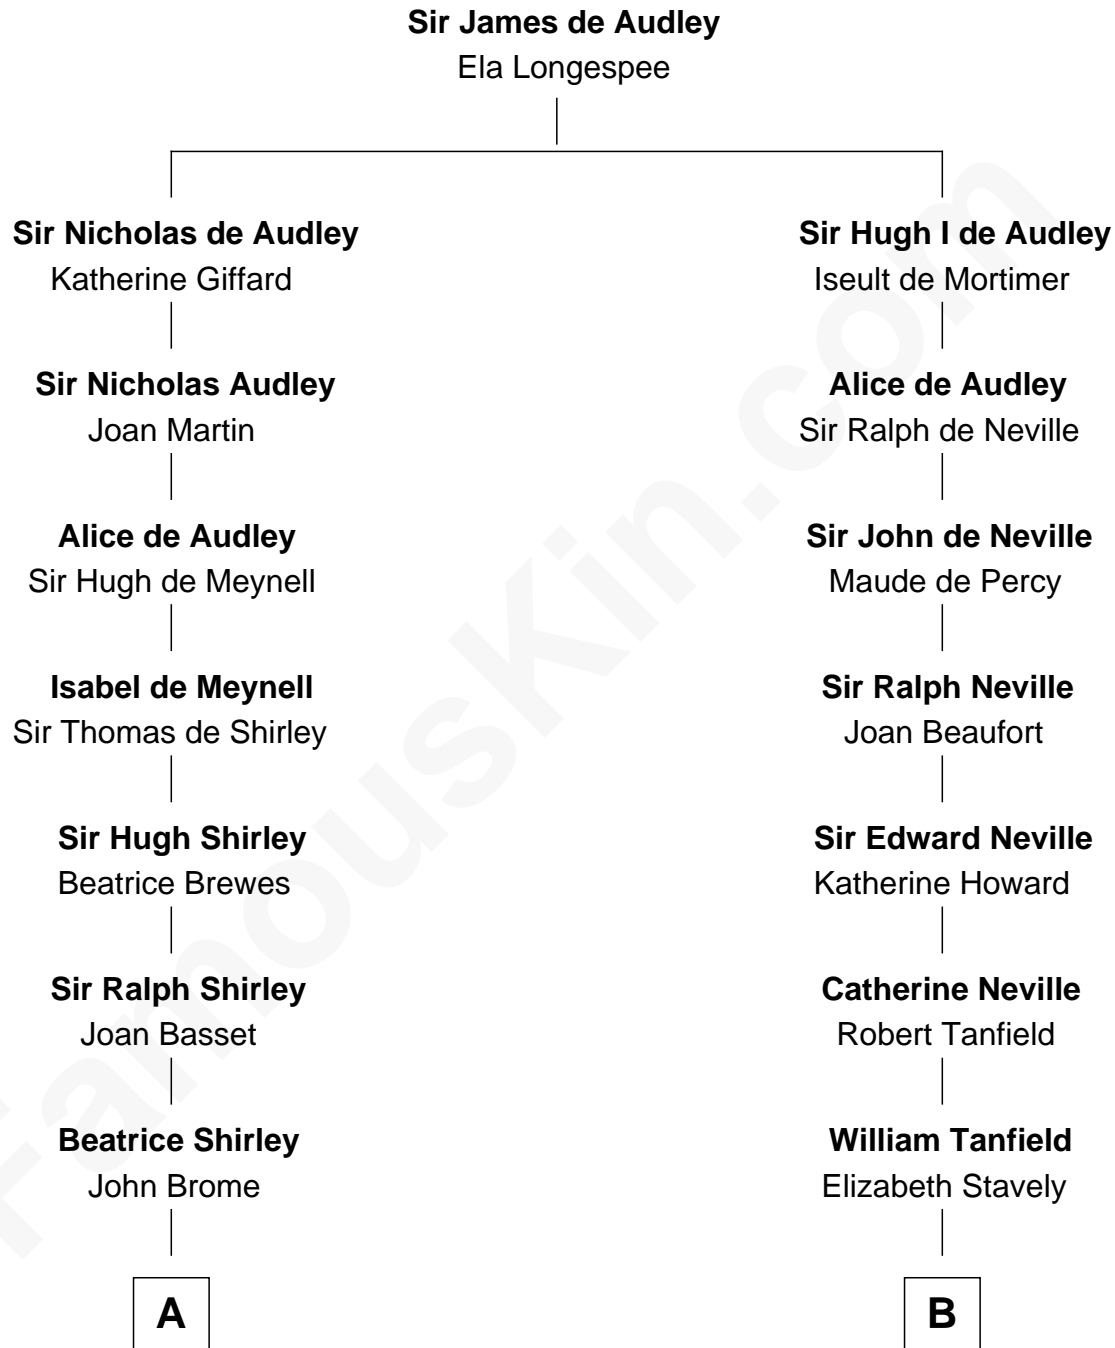 Sir James de Audley
Ela Longespee
Sir Nicholas de Audley
Katherine Giffard
Sir Hugh I de Audley
Iseult de Mortimer
Sir Nicholas Audley
Joan Martin
Alice de Audley
Sir Ralph de Neville
Alice de Audley
Sir Hugh de Meynell
Sir John de Neville
Maude de Percy
Isabel de Meynell
Sir Thomas de Shirley
Sir Ralph Neville
Joan Beaufort
Sir Hugh Shirley
Beatrice Brewes
Sir Edward Neville
Katherine Howard
Sir Ralph Shirley
Joan Basset
Catherine Neville
Robert Tanfield
Beatrice Shirley
John Brome
William Tanfield
Elizabeth Stavely
A
B
FamousKin.com